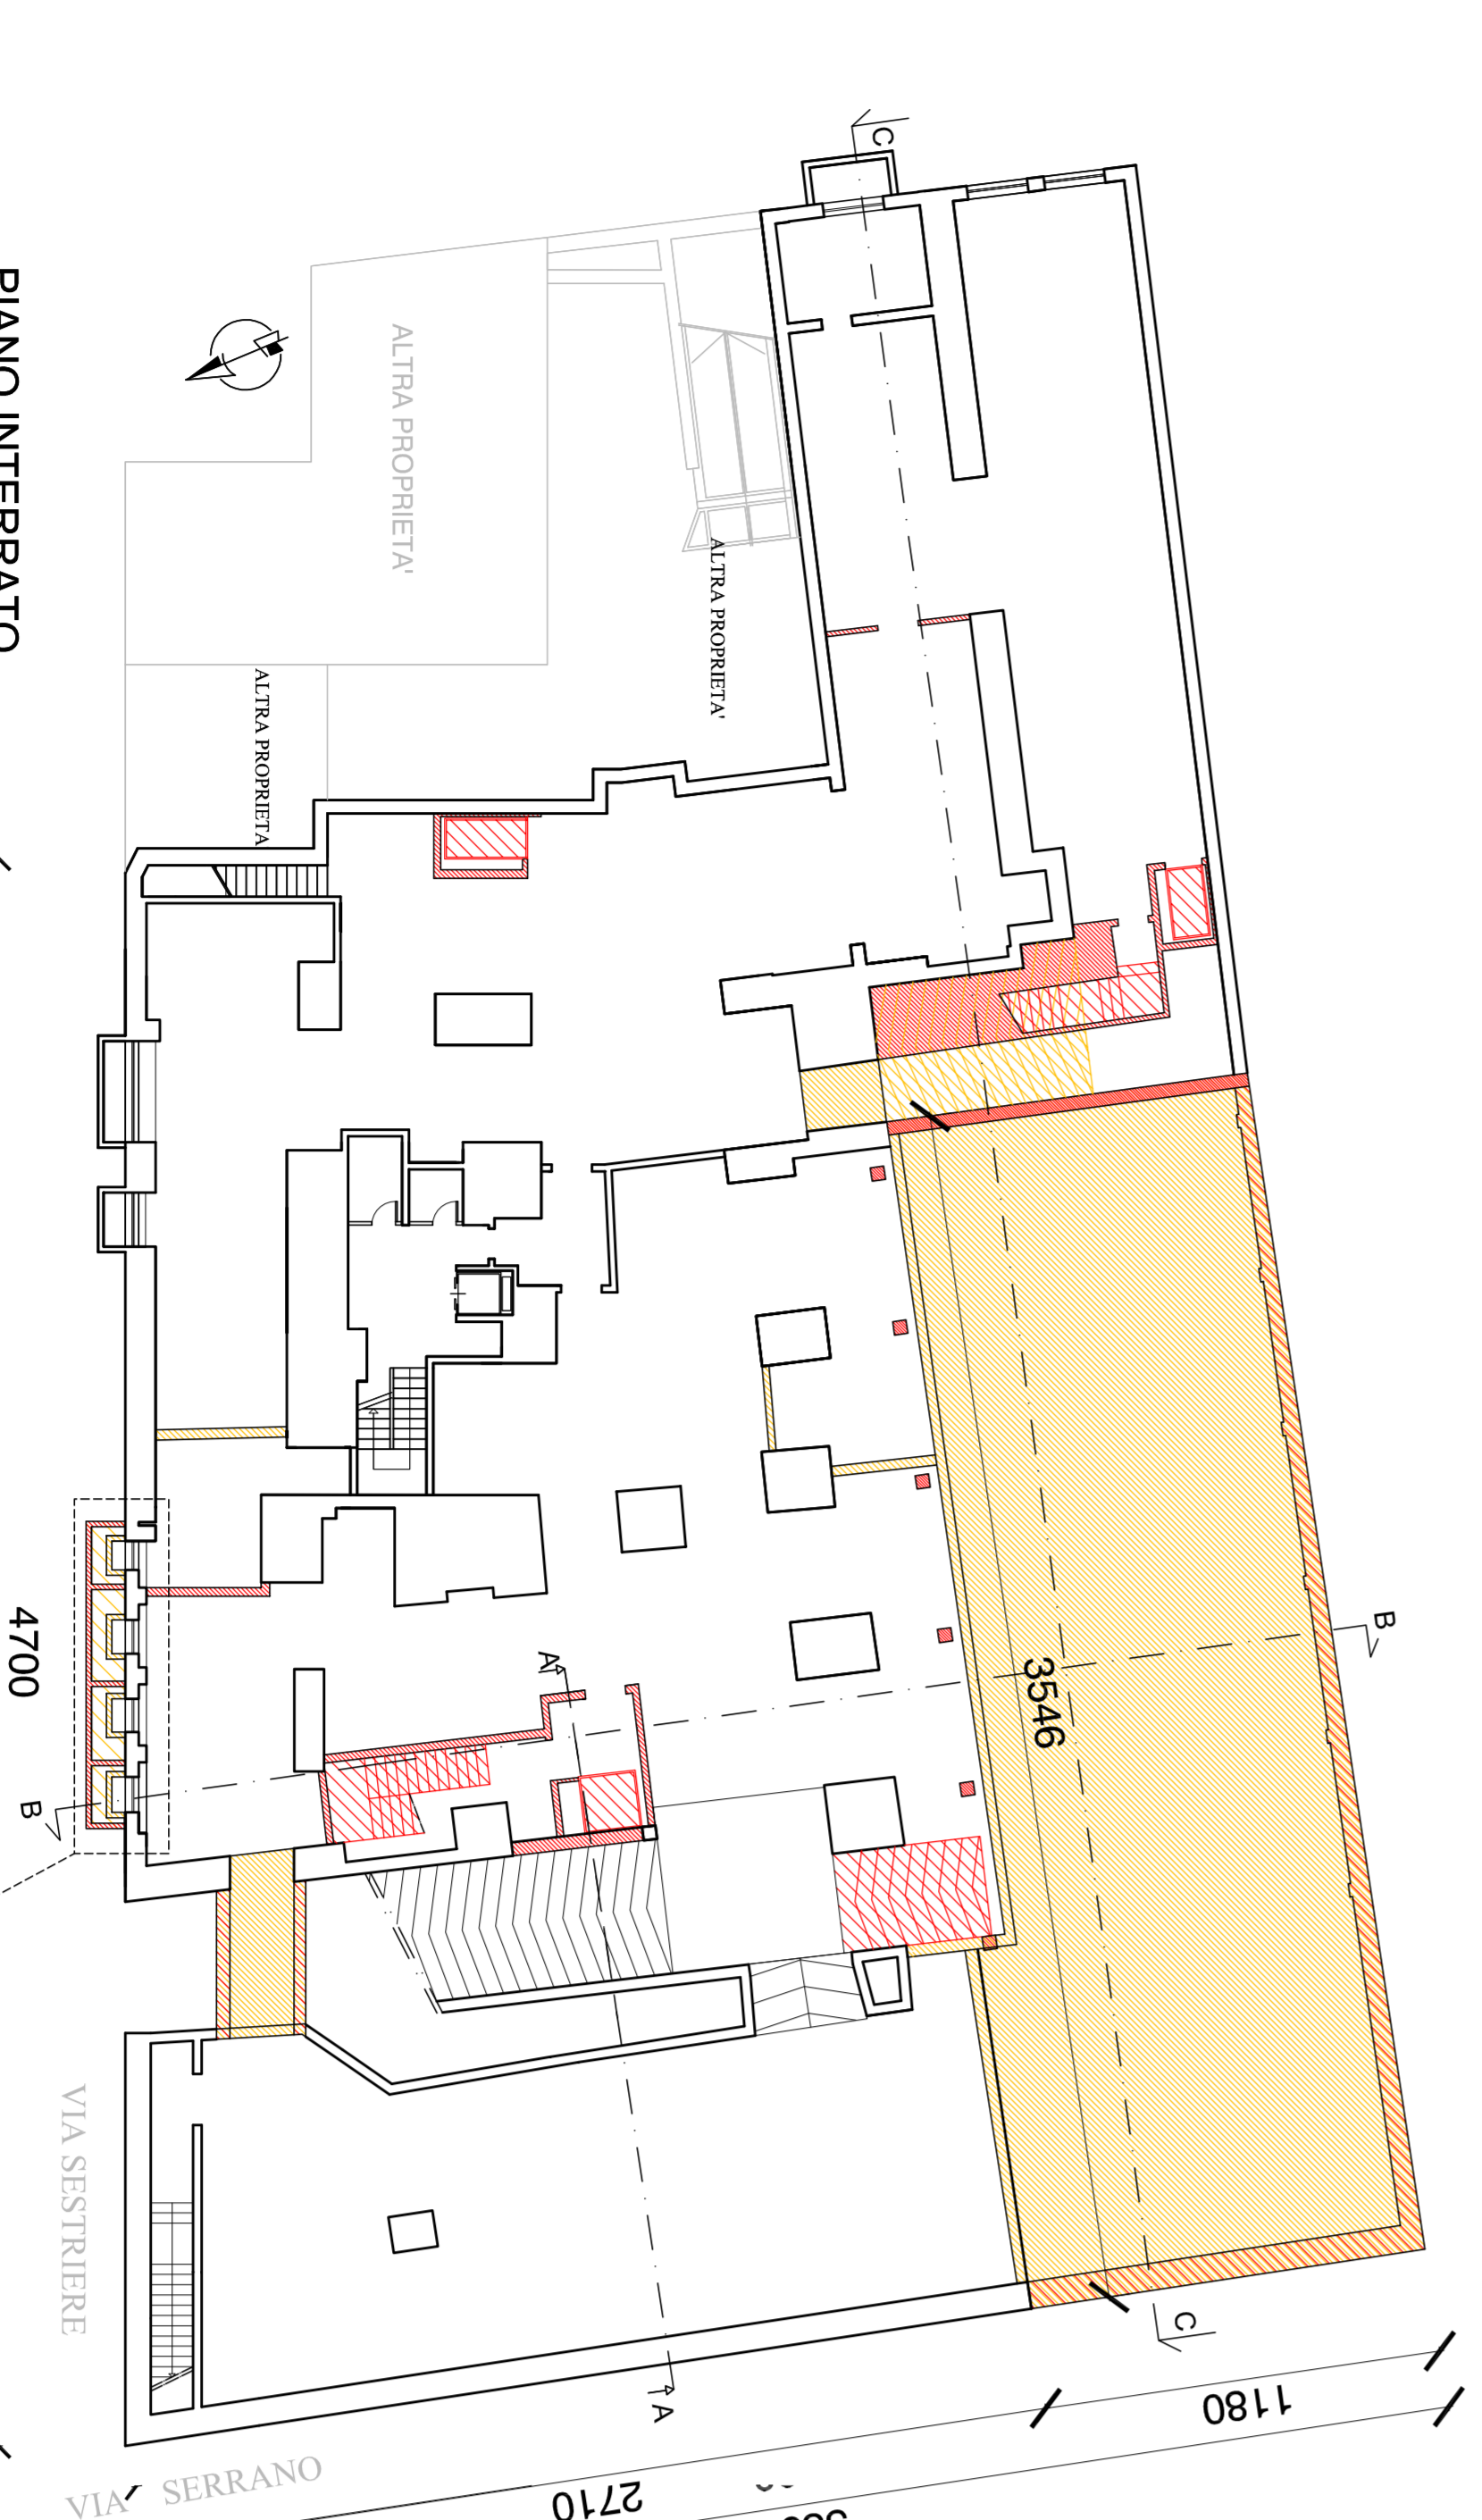 PIANO INTERRATO
C
ALTRA PROPRIETA'
ALTRA PROPRIETA'
ALTRA PROPRIETA
B
3546
4700
A
B
VIA SESTRIERE
C
1180
A
VIA SERRANO
2710